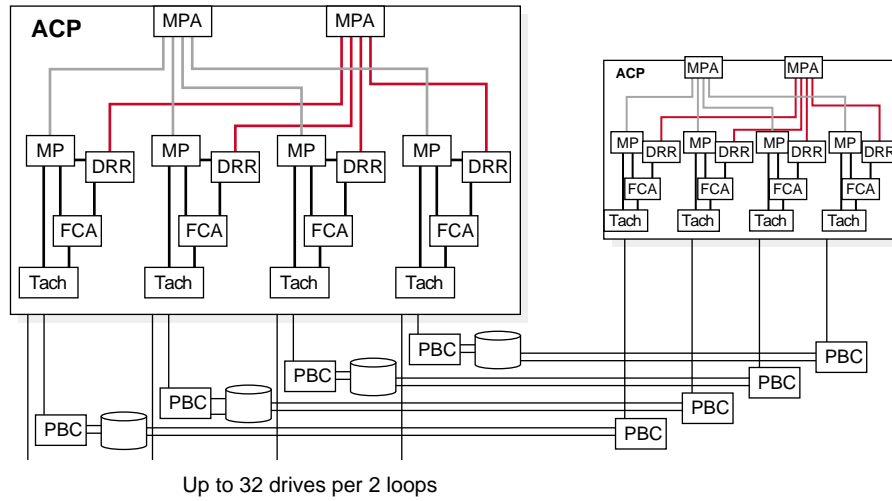 ACP
MPA
MPA
MP
DRR
MP
DRR
MP
DRR
MP
DRR
FCA
FCA
FCA
FCA
Tach
Tach
Tach
Tach
ACP
MPA
MPA
MP
DRR
MP
DRR
MP
DRR
MP
DRR
FCA
FCA
FCA
FCA
Tach
Tach
Tach
Tach
PBC
PBC
PBC
PBC
PBC
PBC
PBC
PBC
Up to 32 drives per 2 loops